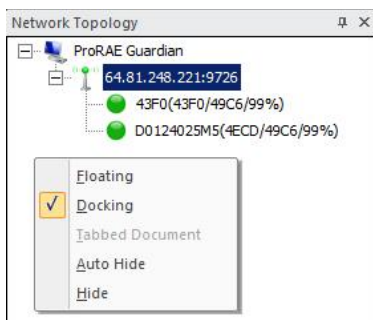 Network Topology
ProRAE Guardian
64.81.248.221:9726
43F0(43F0/49C6/99%)
D0124025M5(4ECD/49C6/99%)
Floating
Docking
Tabbed Document
Auto Hide
Hide